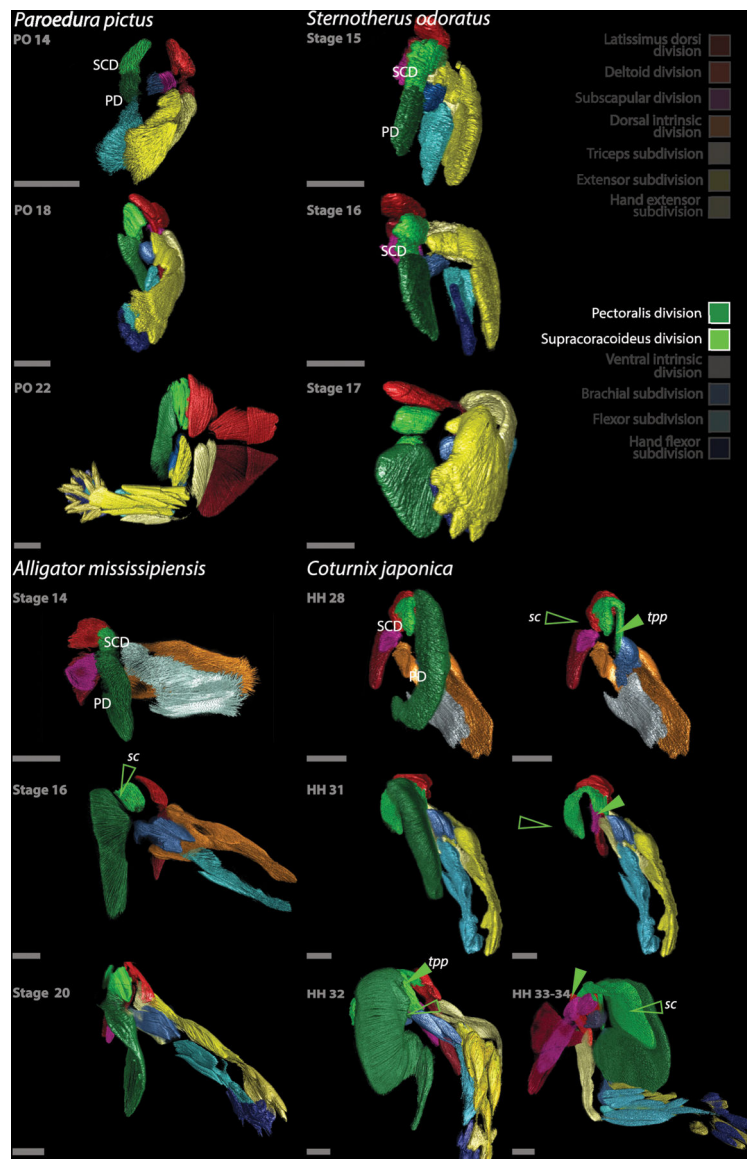 Paroedura pictus
PO 14
SCD
PD
PO 18
PO 22
Sternotherus odoratus
Stage 15
SCD
PD
Stage 16
SCD
Stage 17
Latissimus dorsi
division
Deltoid division
Subscapular division
Dorsal intrinsic
division
Triceps subdivision
Extensor subdivision
Hand extensor
subdivision
Pectoralis division
Supracoracoideus division
Ventral intrinsic
division
Brachial subdivision
Flexor subdivision
Hand flexor
subdivision
Alligator mississipiensis
Stage 14
SCD
PD
Stage 16
sc
Stage 20
Coturnix japonica
HH 28
SCD
PD
sc
tpp
HH 31
HH 32
tpp
HH 33-34
sc